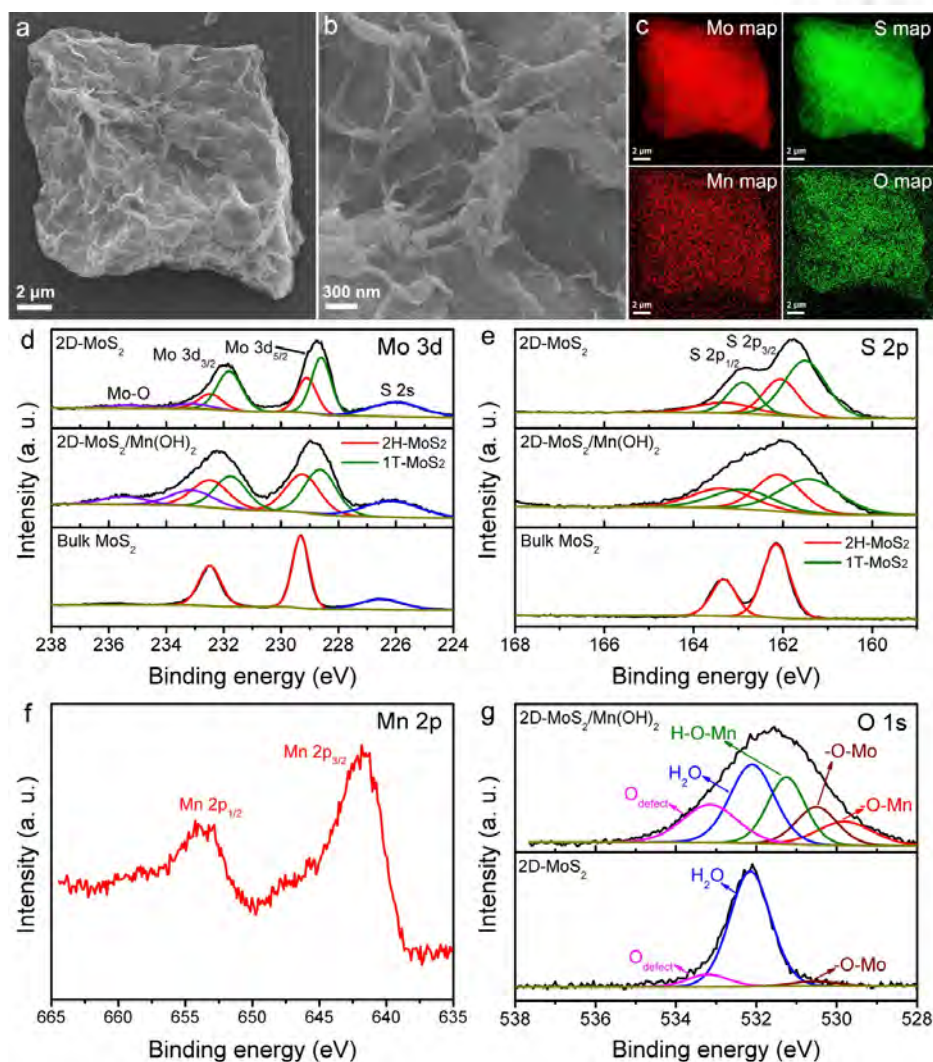 a
2 μm
b
300 nm
c
Mo map
2 μm
S map
2 μm
Mn map
2 μm
O map
2 μm
d
2D-MoS2
Mo 3d
Mo 3d3/2
Mo 3d5/2
Mo-O
S 2s
2D-MoS2/Mn(OH)2
2H-MoS2
1T-MoS2
Bulk MoS2
Intensity (a. u.)
238 236 234 232 230 228 226 224
Binding energy (eV)
e
2D-MoS2
S 2p
S 2p1/2
S 2p3/2
2D-MoS2/Mn(OH)2
Bulk MoS2
2H-MoS2
1T-MoS2
Intensity (a. u.)
168 166 164 162 160
Binding energy (eV)
f
Mn 2p
Mn 2p3/2
Mn 2p1/2
Intensity (a. u.)
665 660 655 650 645 640 635
Binding energy (eV)
g
2D-MoS2/Mn(OH)2
O 1s
H-O-Mn
-O-Mo
H2O
Odefect
-O-Mn
2D-MoS2
H2O
Odefect
-O-Mo
Intensity (a. u.)
538 536 534 532 530 528
Binding energy (eV)